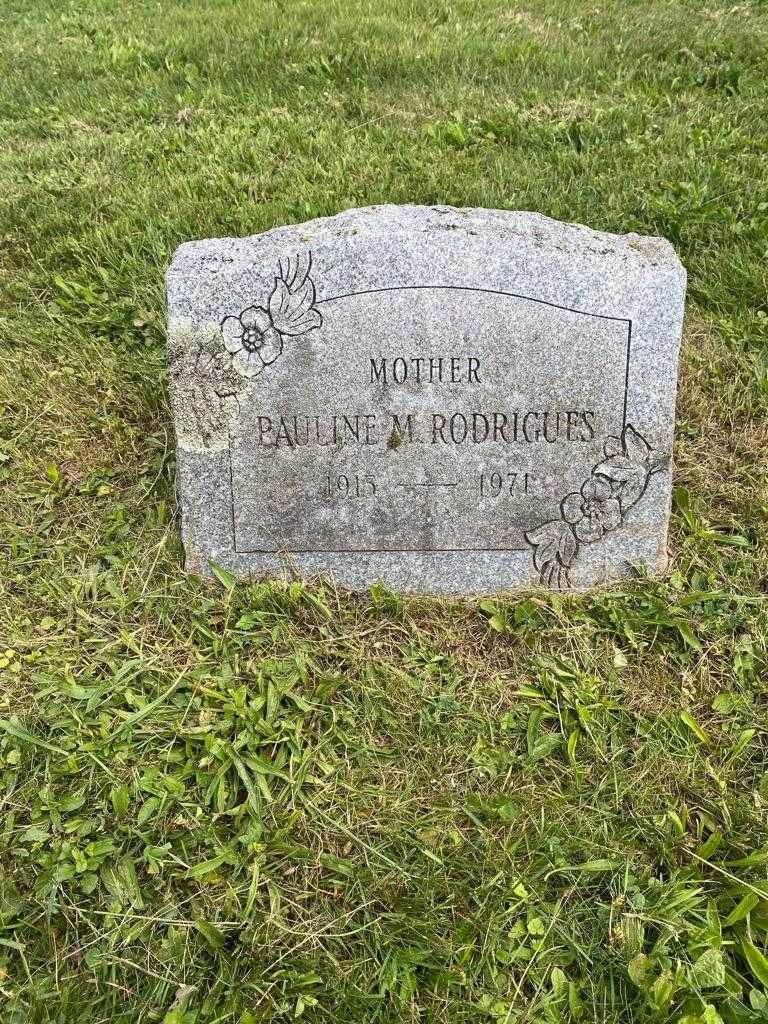 MOTHER
PAULINE M. RODRIGUES
1915 — 1971